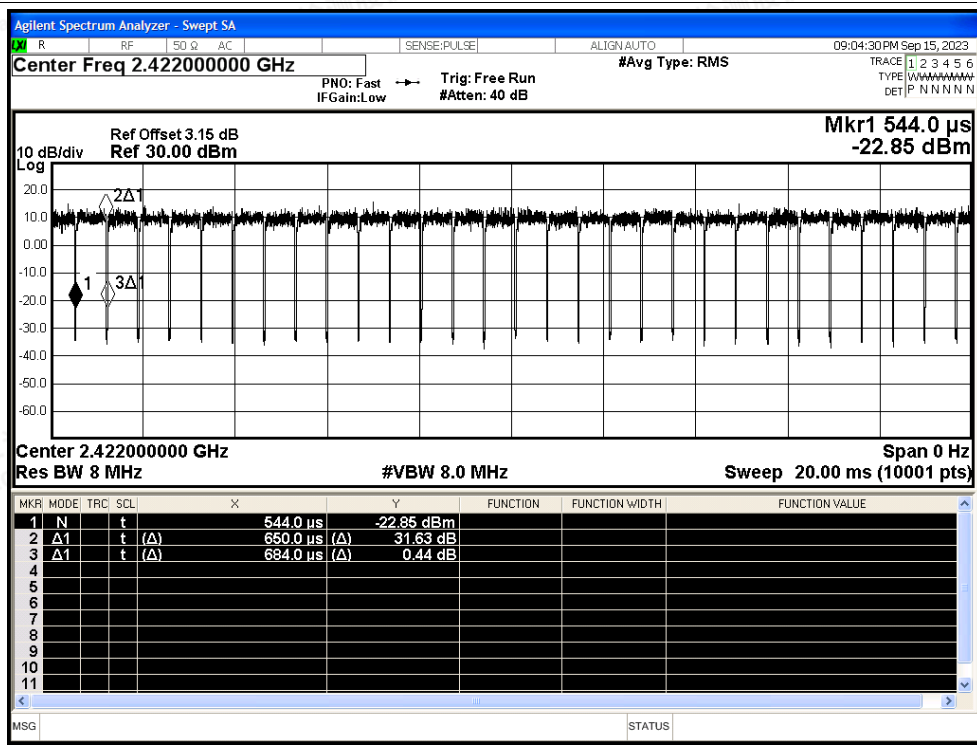 Agilent Spectrum Analyzer - Swept SA
LXI R RF 50 Ω AC SENSE:PULSE ALIGN AUTO 09:04:30 PM Sep 15, 2023
Center Freq 2.422000000 GHz #Avg Type: RMS TRACE 1 2 3 4 5 6
PNO: Fast Trig: Free Run TYPE WWWWWW
IFGain:Low #Atten: 40 dB DET P N N N N N
Ref Offset 3.15 dB Mkr1 544.0 µs
10 dB/div Ref 30.00 dBm -22.85 dBm
Log
20.0
2Δ1
10.0
0.00
-10.0
1 3Δ1
-20.0
-30.0
-40.0
-50.0
-60.0
Center 2.422000000 GHz Span 0 Hz
Res BW 8 MHz #VBW 8.0 MHz Sweep 20.00 ms (10001 pts)
MKR MODE TRC SCL X Y FUNCTION FUNCTION WIDTH FUNCTION VALUE
1 N t 544.0 µs -22.85 dBm
2 Δ1 t (Δ) 650.0 µs (Δ) 31.63 dB
3 Δ1 t (Δ) 684.0 µs (Δ) 0.44 dB
4
5
6
7
8
9
10
11
MSG STATUS